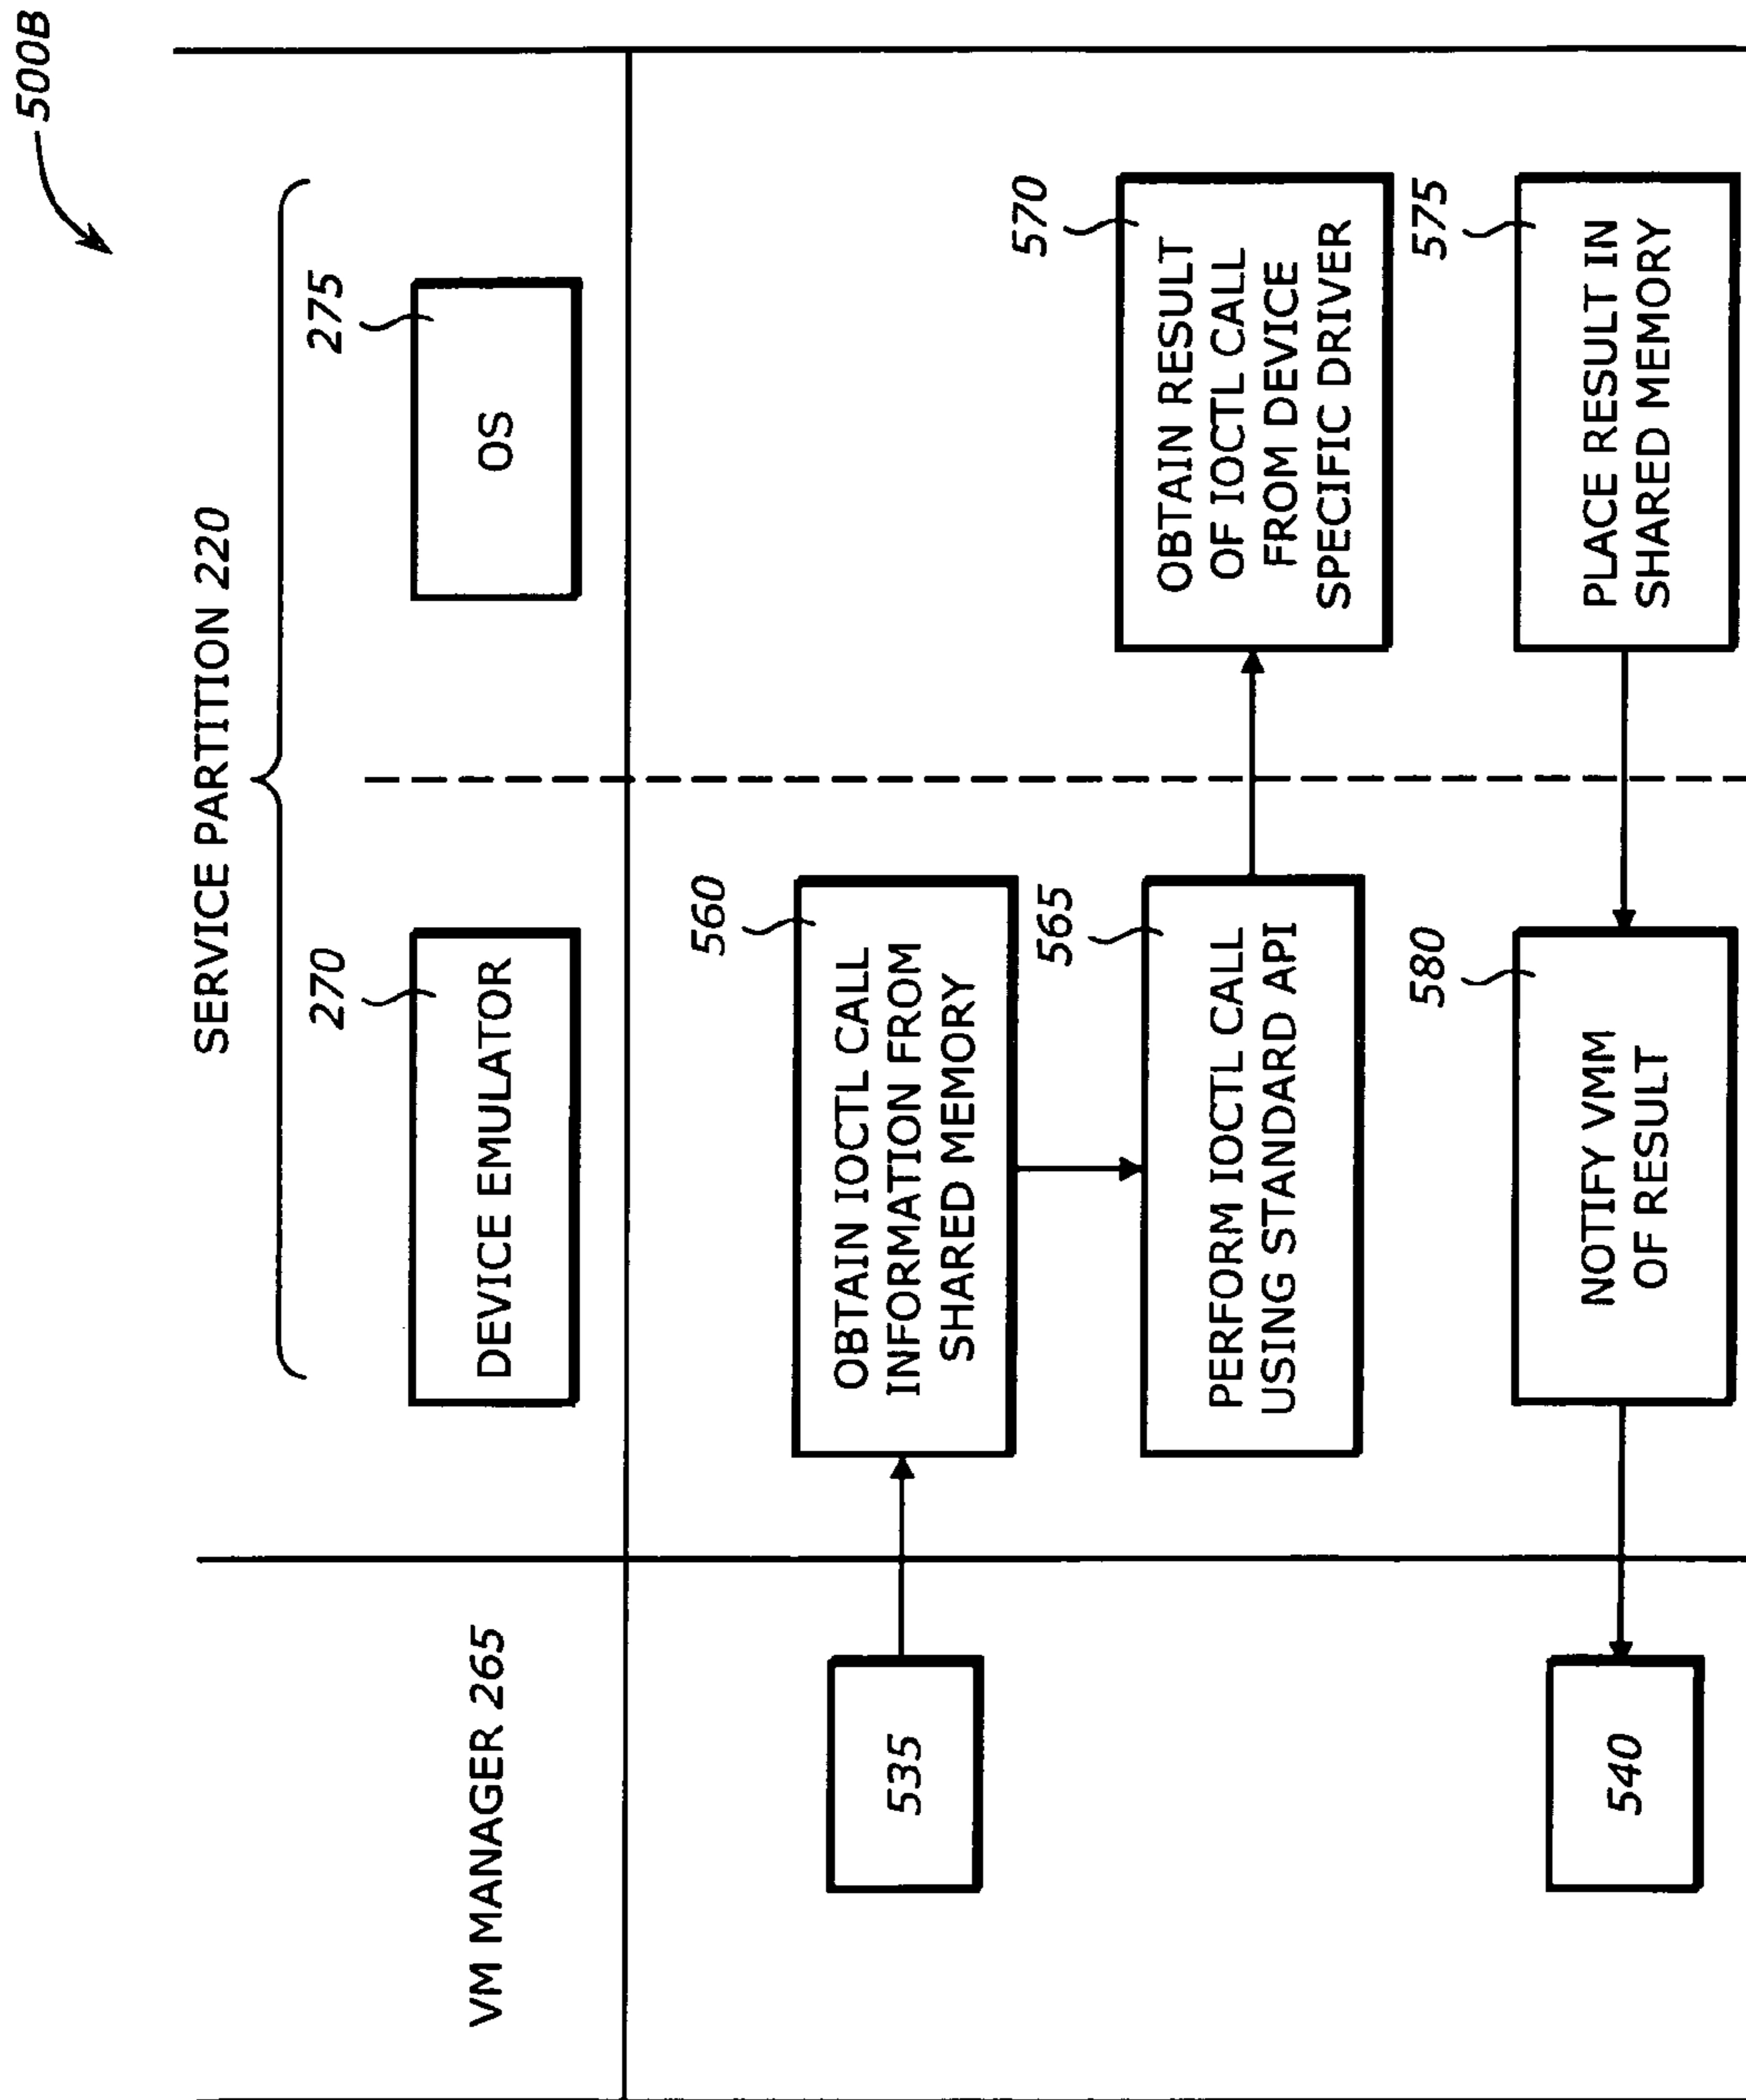 500B
SERVICE PARTITION 220
VM MANAGER 265
270
DEVICE EMULATOR
275
OS
535
560
OBTAIN IOCTL CALL
INFORMATION FROM
SHARED MEMORY
565
PERFORM IOCTL CALL
USING STANDARD API
570
OBTAIN RESULT
OF IOCTL CALL
FROM DEVICE
SPECIFIC DRIVER
540
580
NOTIFY VMM
OF RESULT
575
PLACE RESULT IN
SHARED MEMORY